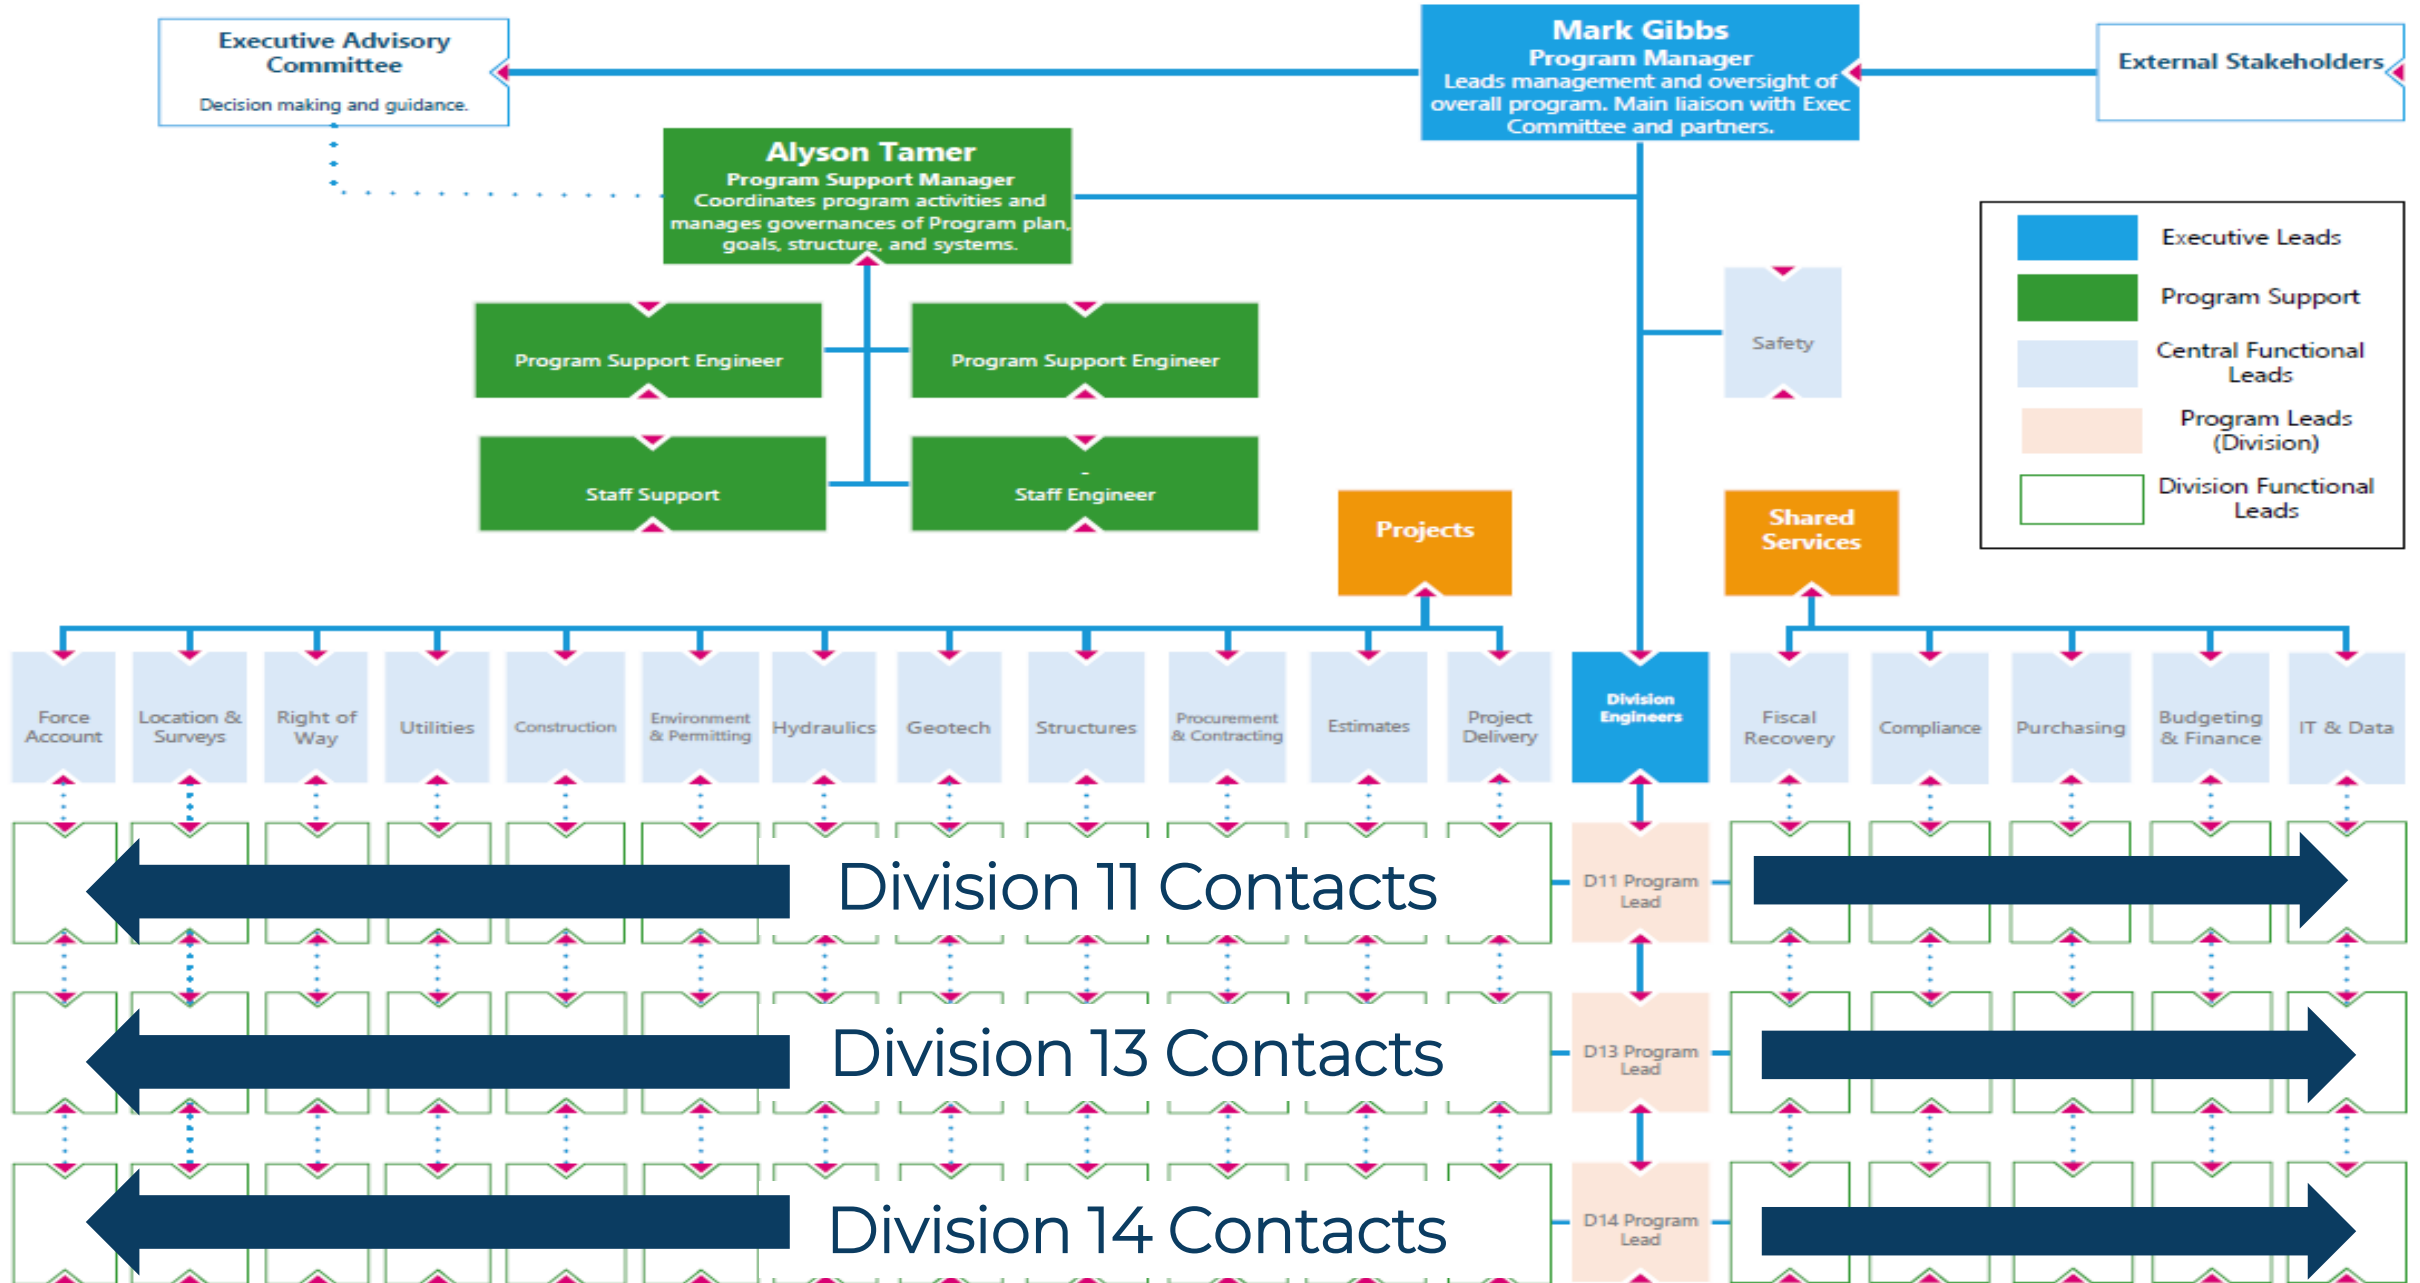 Executive Advisory
Committee
Decision making and guidance.
Mark Gibbs
Program Manager
Leads management and oversight of
overall program. Main liaison with Exec
Committee and partners.
External Stakeholders
Alyson Tamer
Program Support Manager
Coordinates program activities and
manages governances of Program plan,
goals, structure, and systems.
Program Support Engineer
Program Support Engineer
Staff Support
-
Staff Engineer
Safety
Executive Leads
Program Support
Central Functional
Leads
Program Leads
(Division)
Division Functional
Leads
Projects
Shared
Services
Force
Account
Location &
Surveys
Right of
Way
Utilities
Construction
Environment
& Permitting
Hydraulics
Geotech
Structures
Procurement
& Contracting
Estimates
Project
Delivery
Division
Engineers
Fiscal
Recovery
Compliance
Purchasing
Budgeting
& Finance
IT & Data
Division 11 Contacts
D11 Program
Lead
Division 13 Contacts
D13 Program
Lead
Division 14 Contacts
D14 Program
Lead